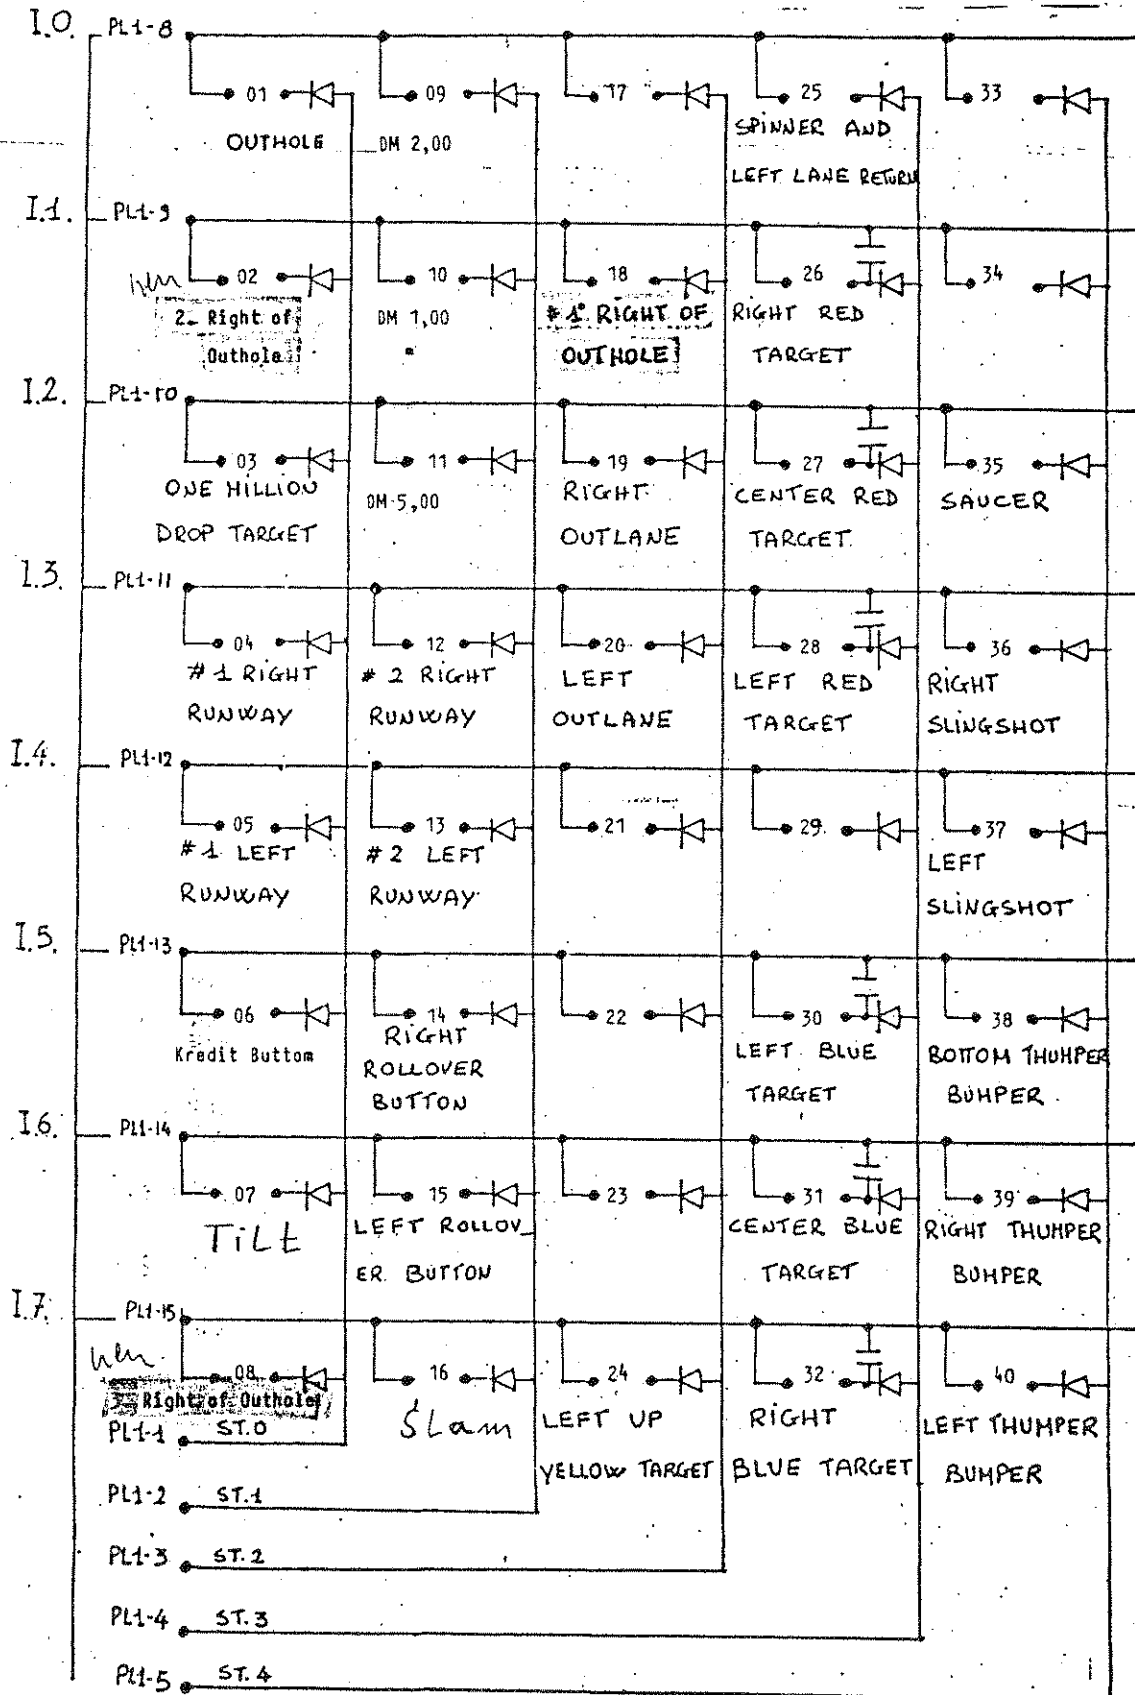 I.0. PL1-8
01 09 17 25 33
OUTHOLE DM 2,00 SPINNER AND
LEFT LANE RETURN
I.1. PL1-9
02 10 18 26 34
2- Right of DM 1,00 #1° RIGHT OF RIGHT RED
Outhole OUTHOLE TARGET
I.2. PL1-10
03 11 19 27 35
ONE MILLION DM 5,00 RIGHT CENTER RED SAUCER
DROP TARGET OUTLANE TARGET.
I.3. PL1-11
04 12 20 28 36
#1 RIGHT #2 RIGHT LEFT LEFT RED RIGHT
RUNWAY RUNWAY OUTLANE TARGET SLINGSHOT
I.4. PL1-12
05 13 21 29 37
#1 LEFT #2 LEFT LEFT
RUNWAY RUNWAY SLINGSHOT
I.5. PL1-13
06 14 22 30 38
Kredit Buttom RIGHT LEFT BLUE BOTTOM THUMPER
ROLLOVER TARGET BUMPER
BUTTON
I.6. PL1-14
07 15 23 31 39
TiLt LEFT ROLLOV_ CENTER BLUE RIGHT THUMPER
ER BUTTON TARGET BUMPER
I.7. PL1-15
08 16 24 32 40
3- Right of Outhole Slam LEFT UP RIGHT LEFT THUMPER
YELLOW TARGET BLUE TARGET BUMPER
PL1-1 ST.0
PL1-2 ST.1
PL1-3 ST.2
PL1-4 ST.3
PL1-5 ST.4